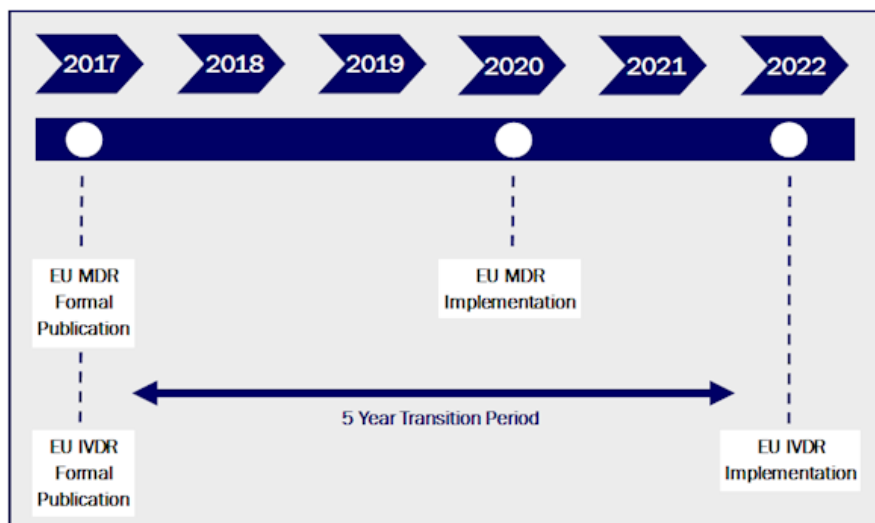 2017
2018
2019
2020
2021
2022
EU MDR
Formal
Publication
EU MDR
Implementation
5 Year Transition Period
EU IVDR
Formal
Publication
EU IVDR
Implementation